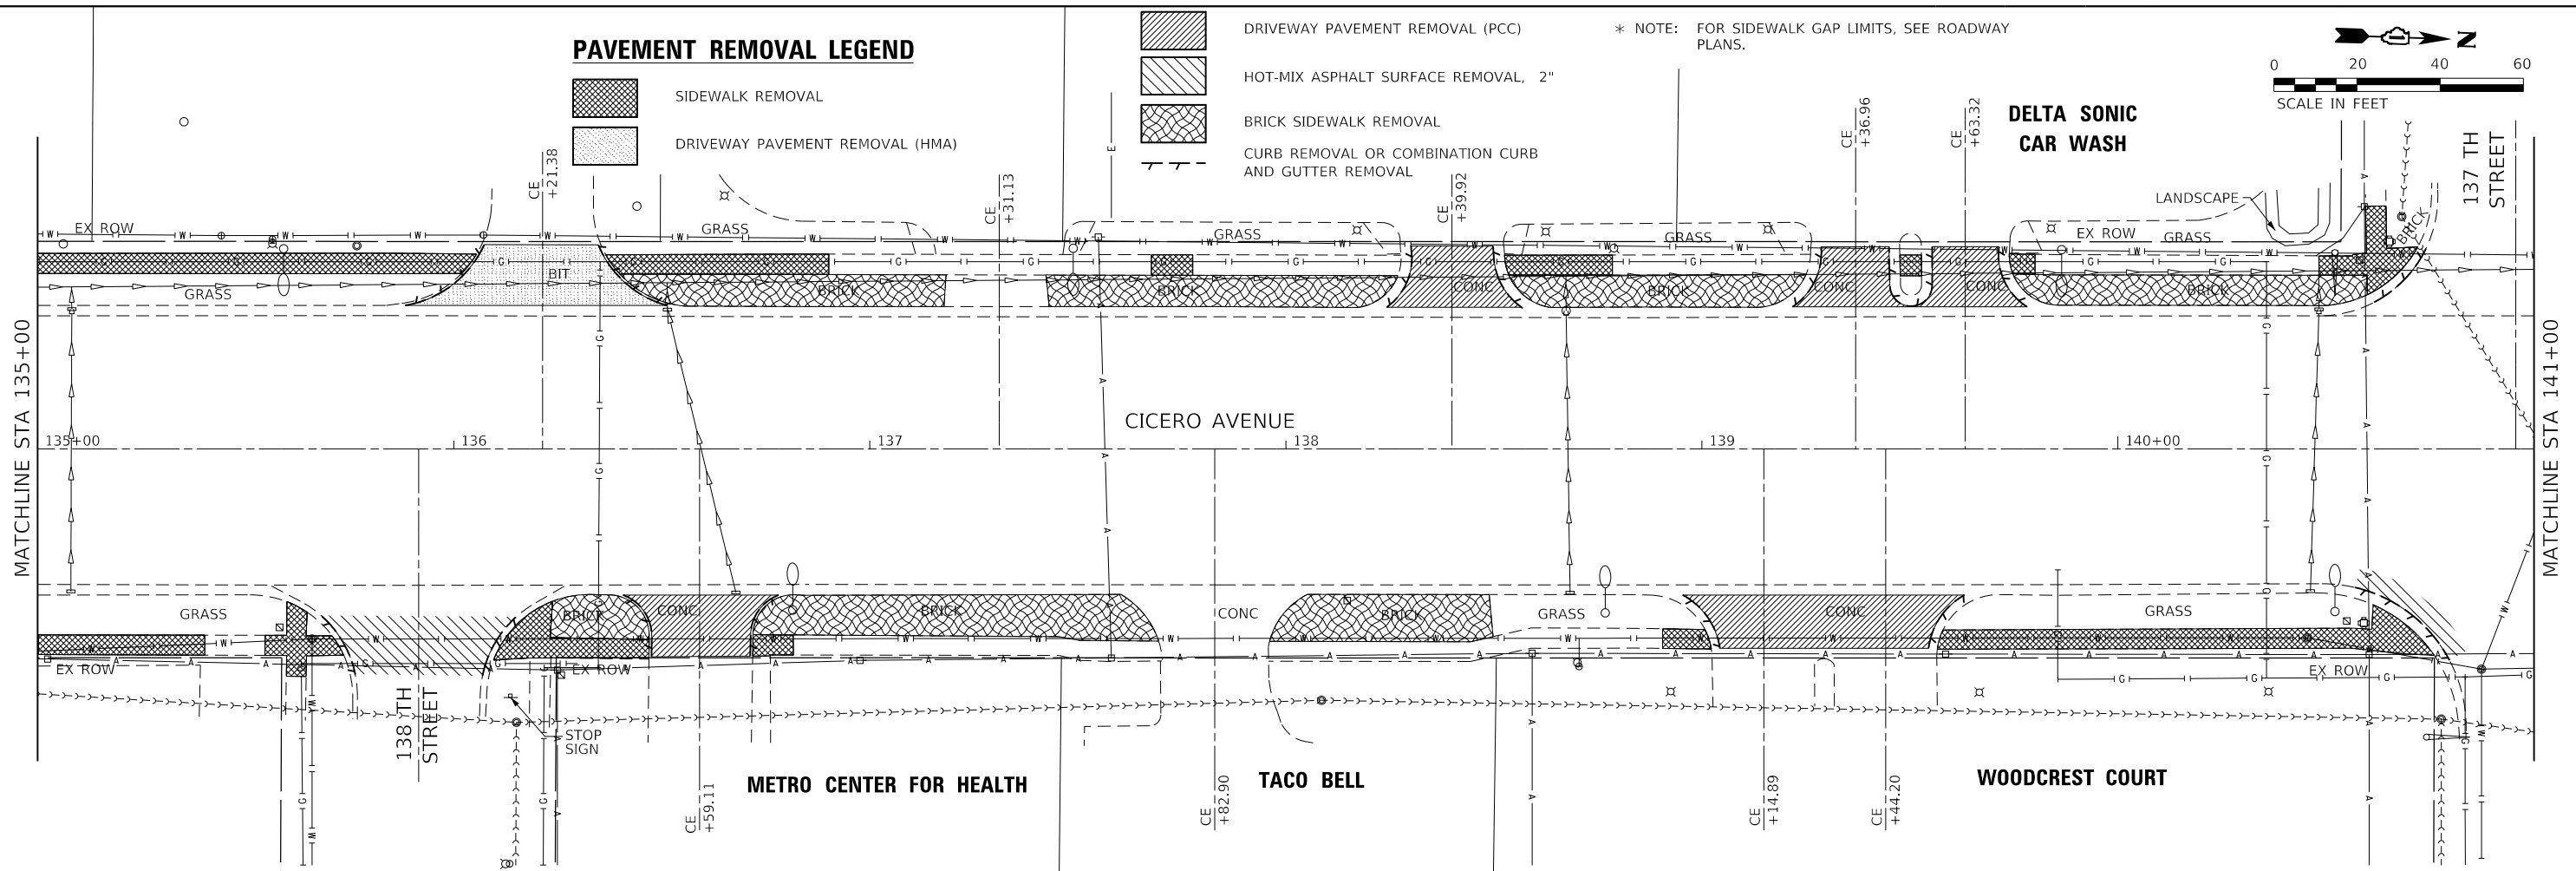 PAVEMENT REMOVAL LEGEND
SIDEWALK REMOVAL
DRIVEWAY PAVEMENT REMOVAL (HMA)
DRIVEWAY PAVEMENT REMOVAL (PCC)
HOT-MIX ASPHALT SURFACE REMOVAL, 2"
BRICK SIDEWALK REMOVAL
CURB REMOVAL OR COMBINATION CURB
AND GUTTER REMOVAL
* NOTE: FOR SIDEWALK GAP LIMITS, SEE ROADWAY
PLANS.
N
0 20 40 60
SCALE IN FEET
DELTA SONIC
CAR WASH
137 TH
STREET
LANDSCAPE
CE
+21.38
CE
+31.13
CE
+39.92
CE
+36.96
CE
+63.32
EX ROW
GRASS
GRASS
GRASS
EX ROW
GRASS
BRICK
GRASS
BIT
BRICK
BRICK
CONC
BRICK
CONC
CONC
BRICK
MATCHLINE STA 135+00
CICERO AVENUE
135+00 136 137 138 139 140+00
MATCHLINE STA 141+00
GRASS
BRICK
CONC
BRICK
CONC
BRICK
GRASS
CONC
GRASS
EX ROW
EX ROW
EX ROW
138 TH
STREET
STOP
SIGN
CE
+59.11
METRO CENTER FOR HEALTH
CE
+82.90
TACO BELL
CE
+14.89
CE
+44.20
WOODCREST COURT